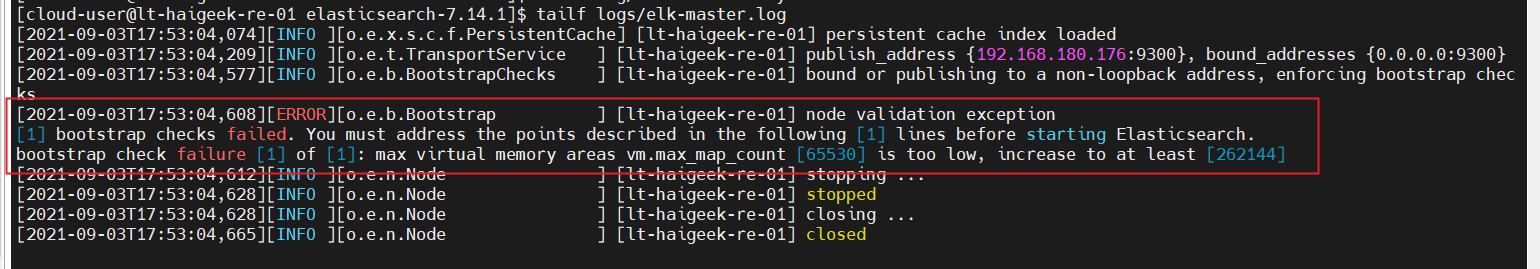 [cloud-user@lt-haigeek-re-01 elasticsearch-7.14.1]$ tailf logs/elk-master.log
[2021-09-03T17:53:04,074][INFO ][o.e.x.s.c.f.PersistentCache] [lt-haigeek-re-01] persistent cache index loaded
[2021-09-03T17:53:04,209][INFO ][o.e.t.TransportService   ] [lt-haigeek-re-01] publish_address {192.168.180.176:9300}, bound_addresses {0.0.0.0:9300}
[2021-09-03T17:53:04,577][INFO ][o.e.b.BootstrapChecks    ] [lt-haigeek-re-01] bound or publishing to a non-loopback address, enforcing bootstrap chec
ks
[2021-09-03T17:53:04,608][ERROR][o.e.b.Bootstrap          ] [lt-haigeek-re-01] node validation exception
[1] bootstrap checks failed. You must address the points described in the following [1] lines before starting Elasticsearch.
bootstrap check failure [1] of [1]: max virtual memory areas vm.max_map_count [65530] is too low, increase to at least [262144]
[2021-09-03T17:53:04,612][INFO ][o.e.n.Node               ] [lt-haigeek-re-01] stopping ...
[2021-09-03T17:53:04,628][INFO ][o.e.n.Node               ] [lt-haigeek-re-01] stopped
[2021-09-03T17:53:04,628][INFO ][o.e.n.Node               ] [lt-haigeek-re-01] closing ...
[2021-09-03T17:53:04,665][INFO ][o.e.n.Node               ] [lt-haigeek-re-01] closed